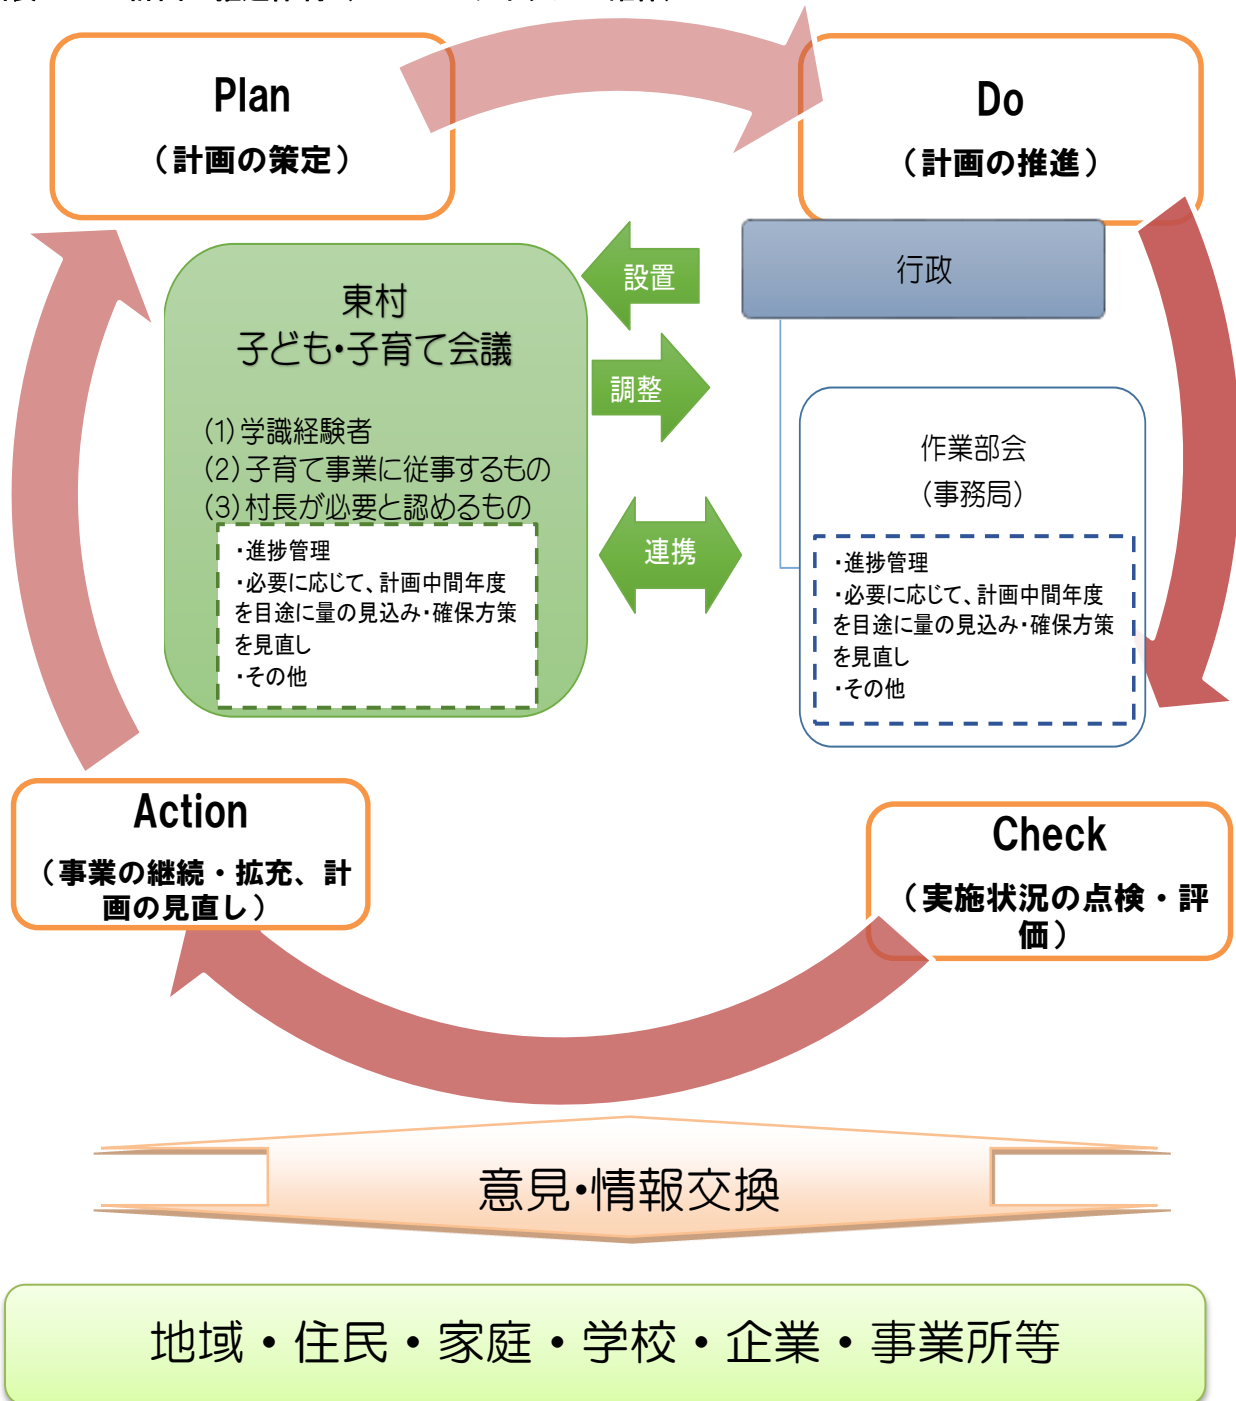 Plan
（計画の策定）
Do
（計画の推進）
行政
設置
調整
連携
東村
子ども・子育て会議
(1)学識経験者
(2)子育て事業に従事するもの
(3)村長が必要と認めるもの
・進捗管理
・必要に応じて、計画中間年度
を目途に量の見込み・確保方策
を見直し
・その他
作業部会
（事務局）
・進捗管理
・必要に応じて、計画中間年度
を目途に量の見込み・確保方策
を見直し
・その他
Action
（事業の継続・拡充、計
画の見直し）
Check
（実施状況の点検・評
価）
意見・情報交換
地域・住民・家庭・学校・企業・事業所等